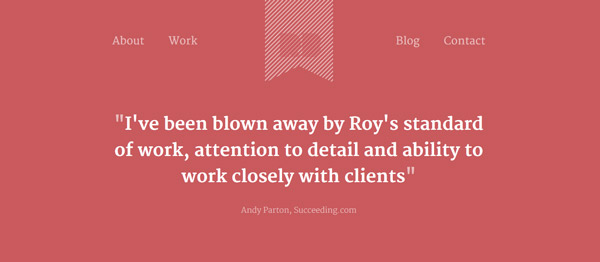 About Work Blog Contact
"I've been blown away by Roy's standard
of work, attention to detail and ability to
work closely with clients"
Andy Parton, Succeeding.com